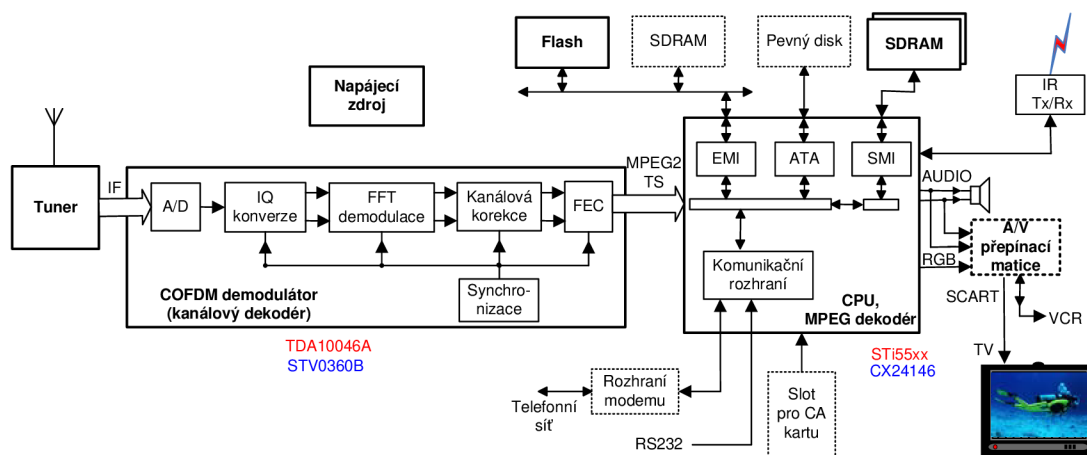 Flash
SDRAM
Pevný disk
SDRAM
Napájecí
zdroj
IR
Tx/Rx
EMI
ATA
SMI
MPEG2
TS
AUDIO
IF
Tuner
A/D
IQ
konverze
FFT
demodulace
Kanálová
korekce
FEC
A/V
přepínací
matice
RGB
Komunikační
rozhraní
SCART
Synchro-
nizace
COFDM demodulátor
(kanálový dekodér)
CPU,
MPEG dekodér
VCR
TDA10046A
STV0360B
STi55xx
CX24146
TV
Rozhraní
modemu
Telefonní
síť
Slot
pro CA
kartu
RS232